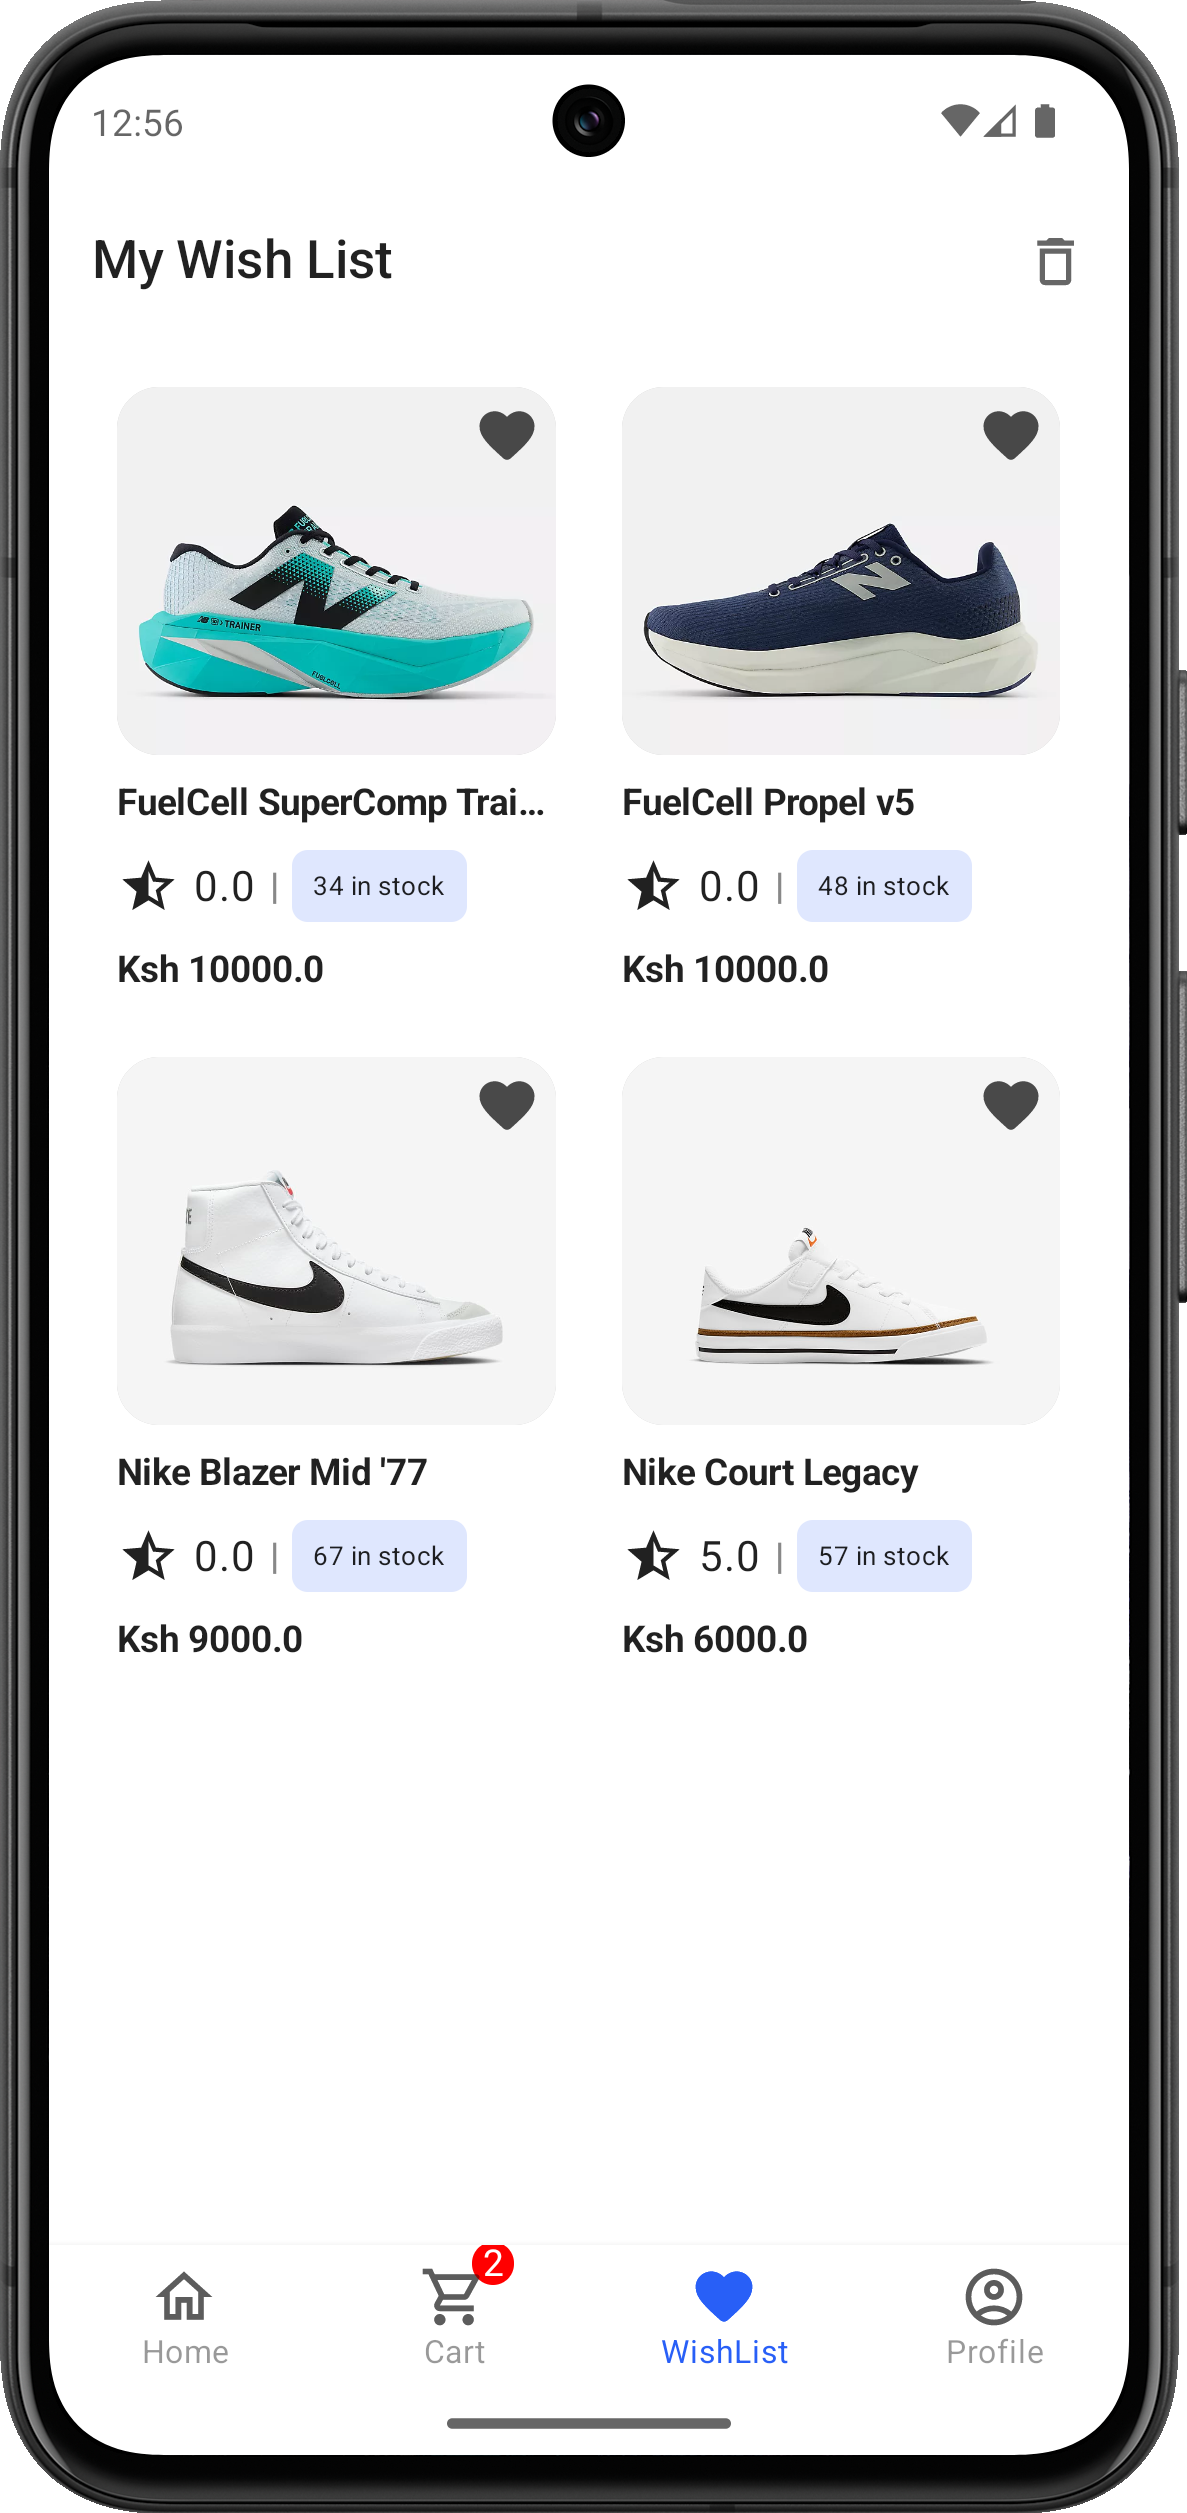 12:56
My Wish List
TRAINER
FUELCELL
FuelCell SuperComp Trai...
FuelCell Propel v5
0.0 | 34 in stock
0.0 | 48 in stock
Ksh 10000.0
Ksh 10000.0
Nike Blazer Mid '77
Nike Court Legacy
0.0 | 67 in stock
5.0 | 57 in stock
Ksh 9000.0
Ksh 6000.0
2
Home
Cart
WishList
Profile